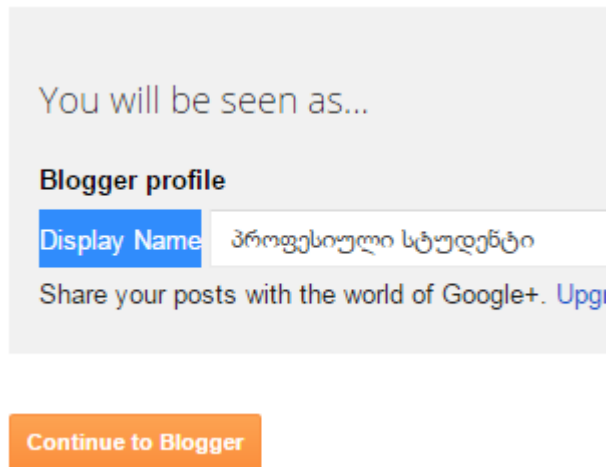 You will be seen as...
Blogger profile
Display Name პროფესიული სტუდენტი
Share your posts with the world of Google+.
Continue to Blogger